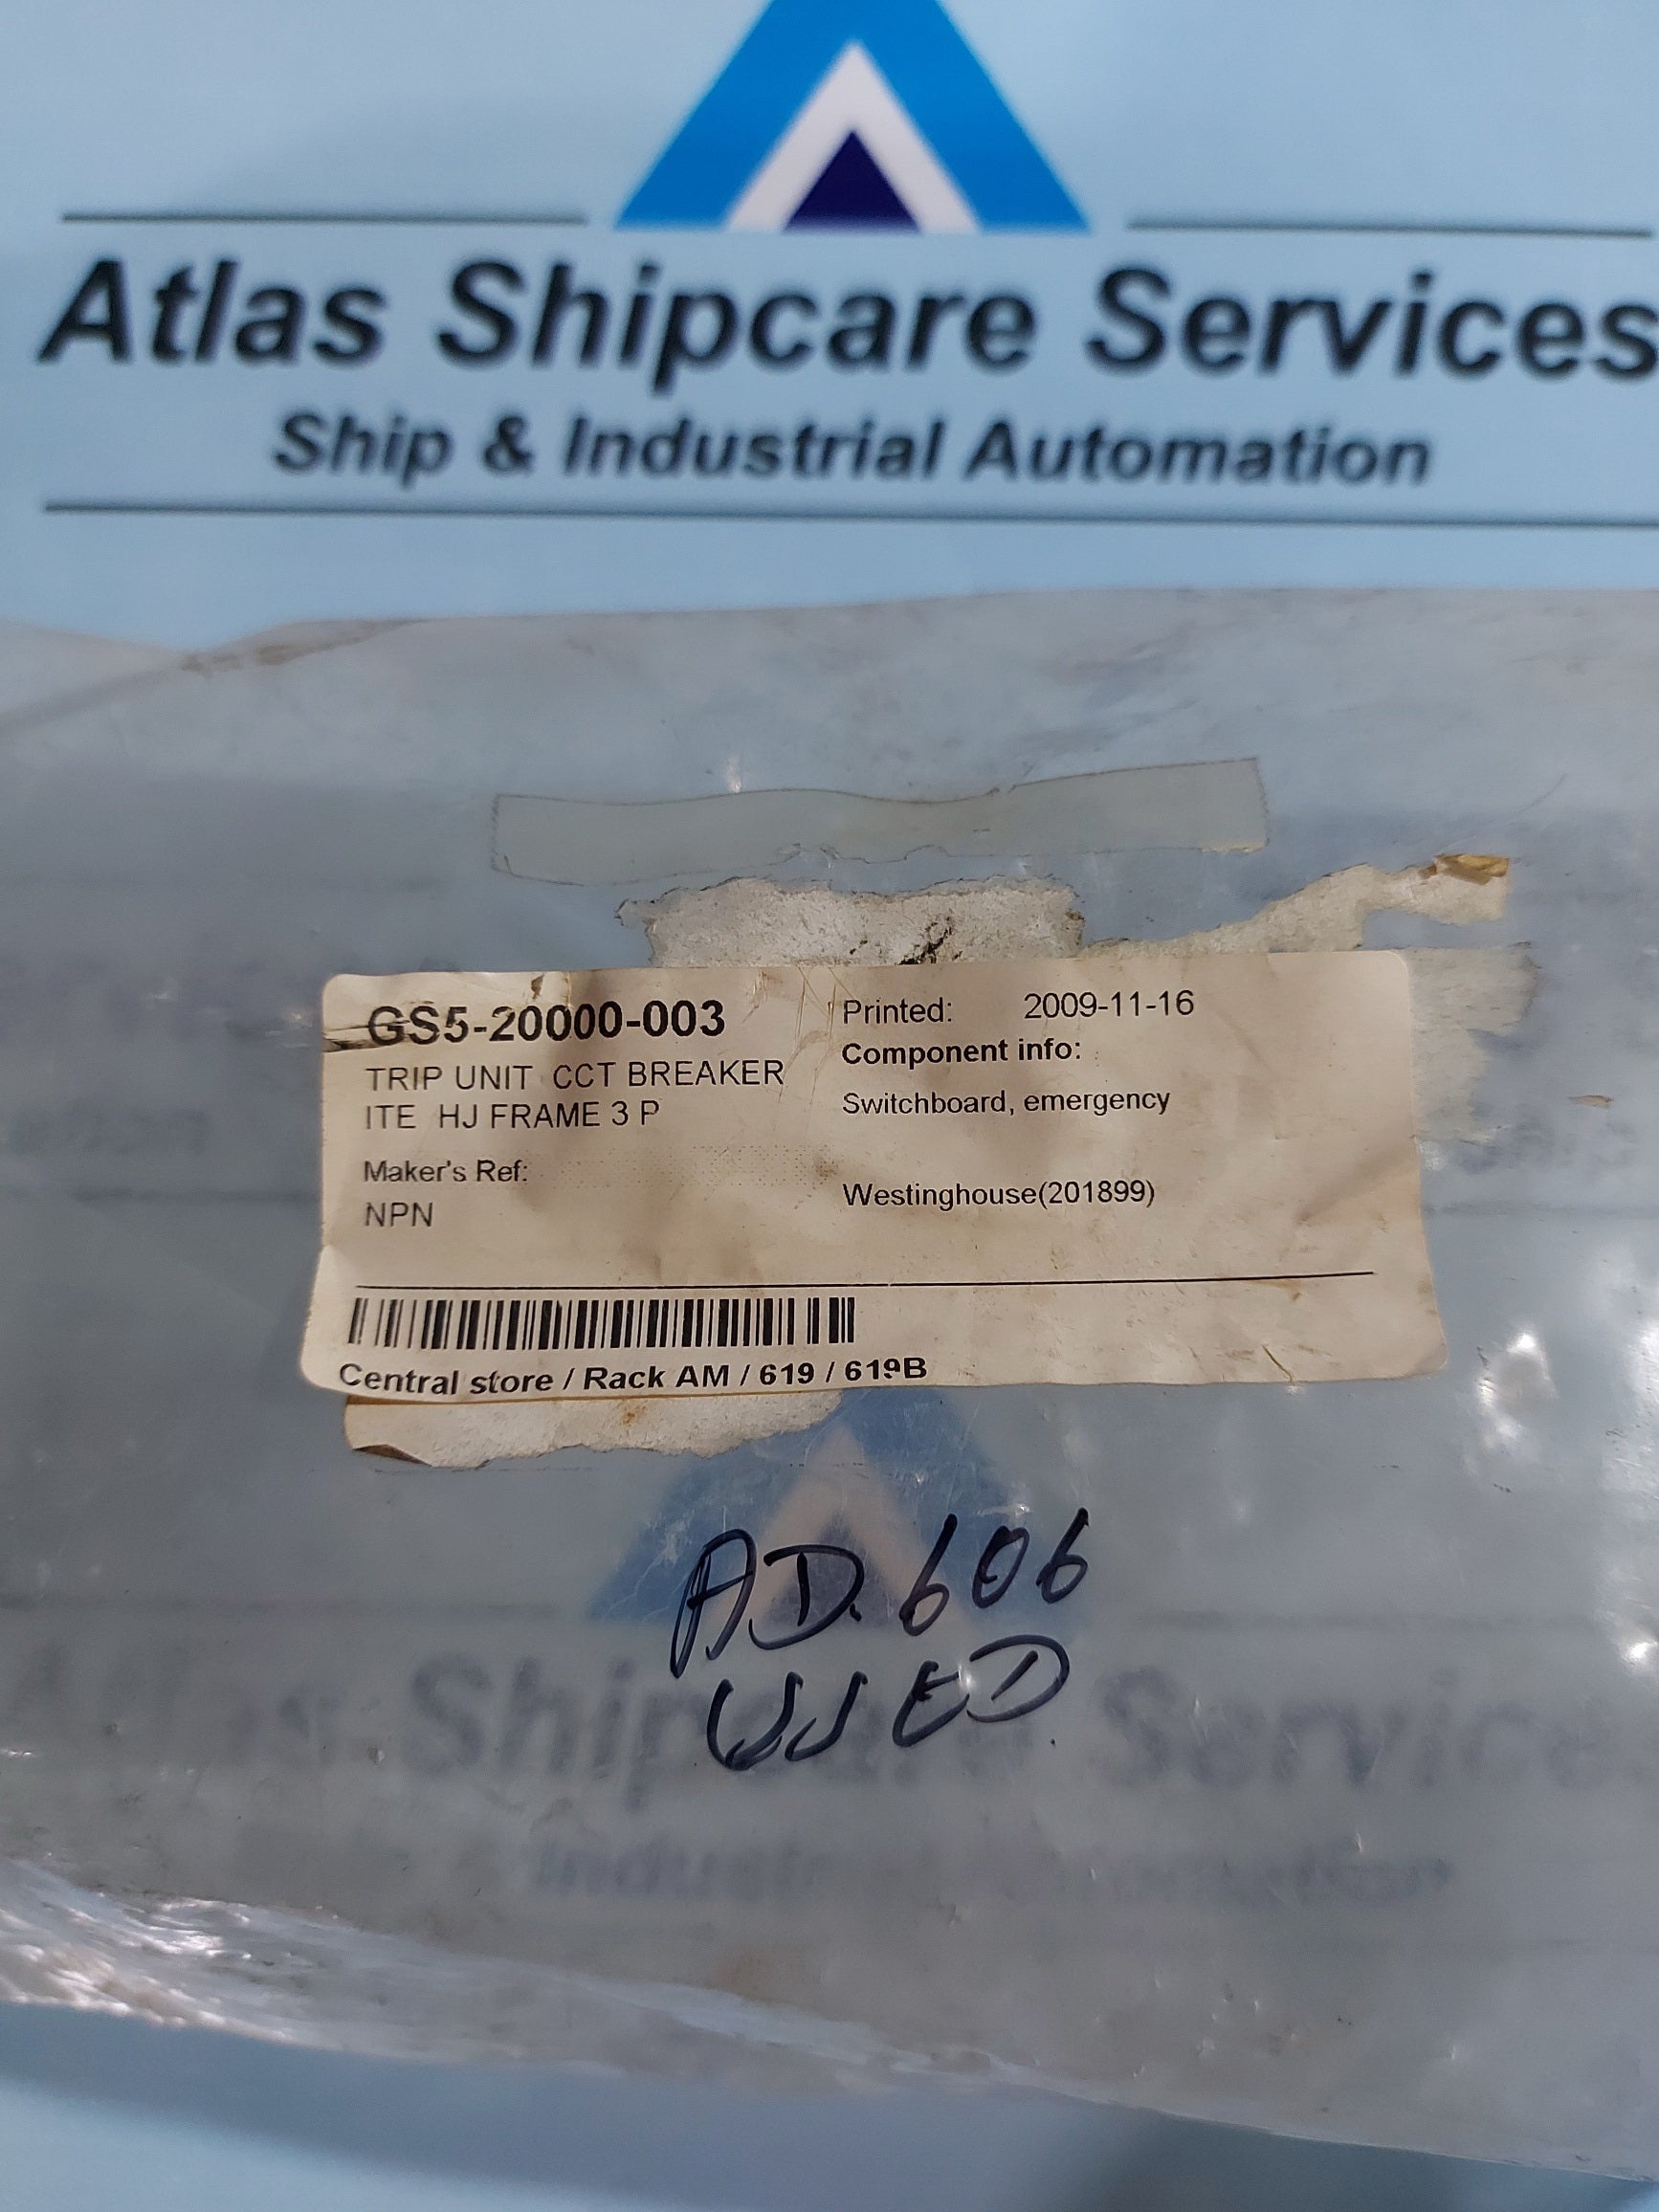 Atlas Shipcare Services
Ship & Industrial Automation
GS5-20000-003
TRIP UNIT CCT BREAKER
ITE HJ FRAME 3 P
Maker's Ref:
NPN
Printed: 2009-11-16
Component info:
Switchboard, emergency
Westinghouse(201899)
Central store / Rack AM / 619 / 619B
A.D. 606
USED